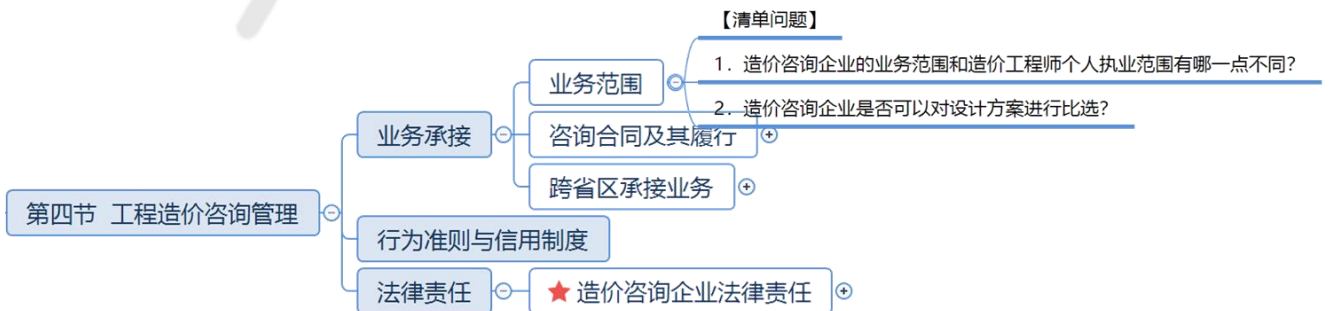 【清单问题】
1. 造价咨询企业的业务范围和造价工程师个人执业范围有哪一点不同？
2. 造价咨询企业是否可以对设计方案进行比选？
业务范围
业务承接
咨询合同及其履行
跨省区承接业务
第四节 工程造价咨询管理
行为准则与信用制度
法律责任
造价咨询企业法律责任